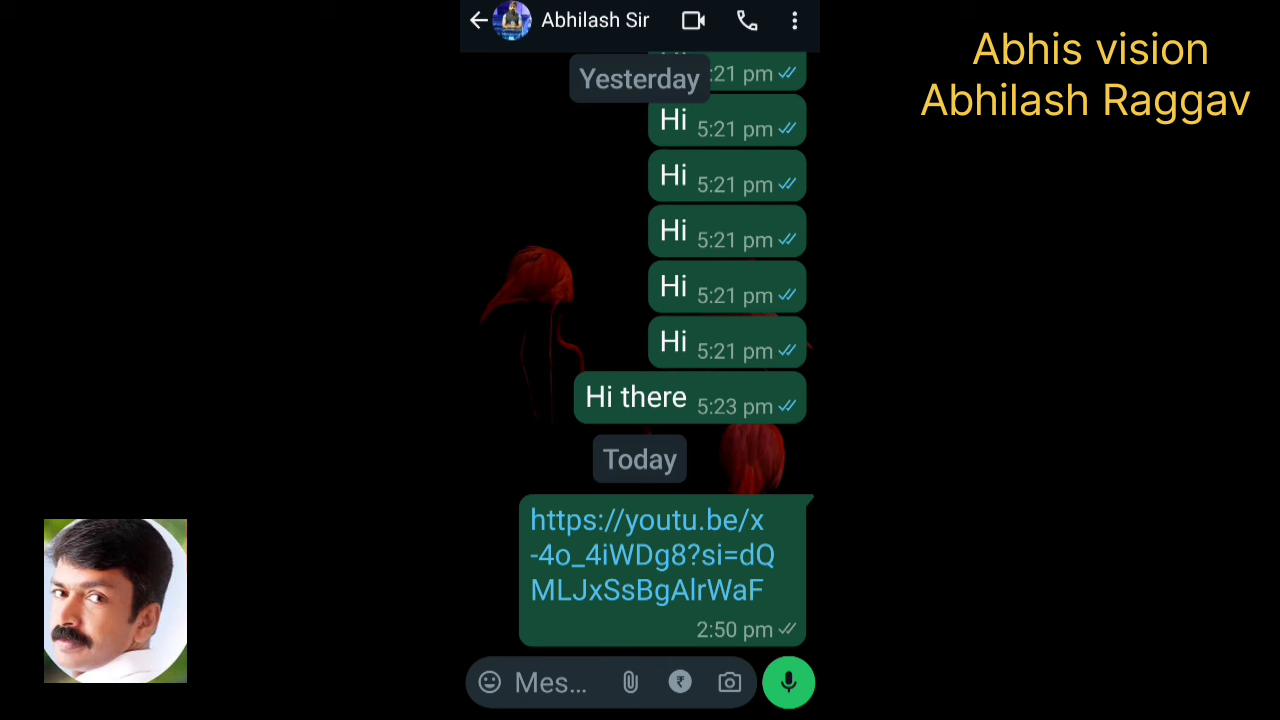 Abhilash Sir
Abhis vision
Abhilash Raggav
Yesterday
:21 pm
Hi 5:21 pm
Hi 5:21 pm
Hi 5:21 pm
Hi 5:21 pm
Hi 5:21 pm
Hi there 5:23 pm
Today
https://youtu.be/x
-4o_4iWDg8?si=dQ
MLJxSsBgAlrWaF
2:50 pm
Mes...